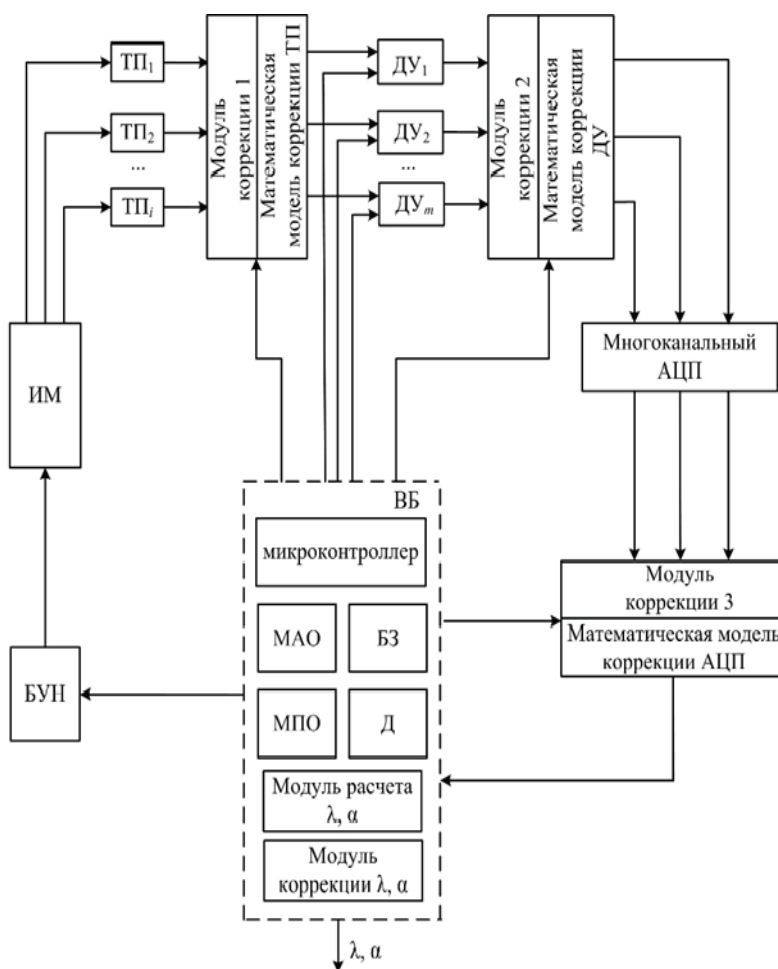 ТП1
ТП2
...
ТПi
Модуль
коррекции 1
Математическая
модель коррекции ТП
ДУ1
ДУ2
...
ДУm
Модуль
коррекции 2
Математическая
модель коррекции
ДУ
Многоканальный
АЦП
ИМ
ВБ
микроконтроллер
МАО
БЗ
МПО
Д
Модуль расчета
λ, α
Модуль
коррекции λ, α
БУН
Модуль
коррекции 3
Математическая модель
коррекции АЦП
λ, α